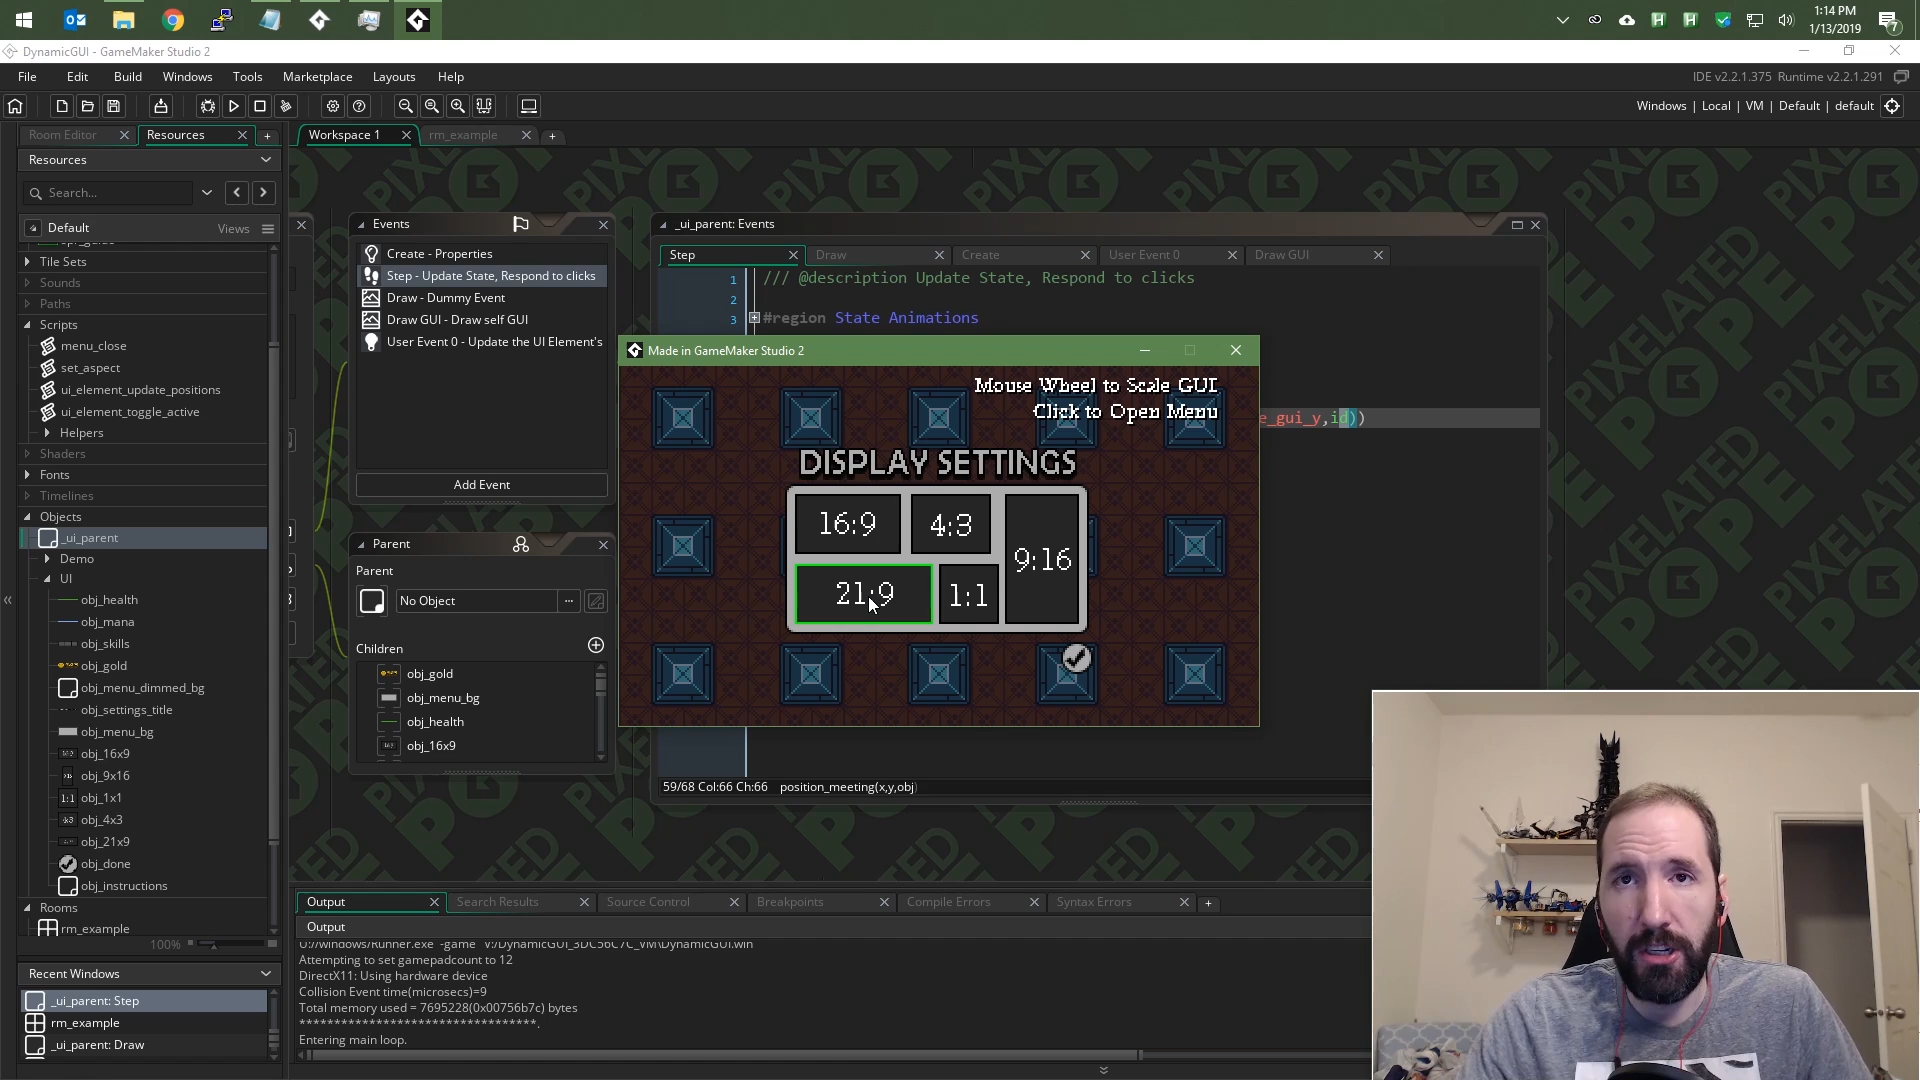 1:14 PM
1/13/2019
7
DynamicGUI - GameMaker Studio 2
File Edit Build Windows Tools Marketplace Layouts Help
IDE v2.2.1.375 Runtime v2.2.1.291
Windows | Local | VM | Default | default
Room Editor
Resources
Workspace 1
rm_example
Resources
Search...
Default
Views
Tile Sets
Sounds
Paths
Scripts
menu_close
set_aspect
ui_element_update_positions
ui_element_toggle_active
Helpers
Shaders
Fonts
Timelines
Objects
_ui_parent
Demo
UI
obj_health
obj_mana
obj_skills
obj_gold
obj_menu_dimmed_bg
obj_settings_title
obj_menu_bg
obj_16x9
obj_9x16
obj_1x1
obj_4x3
obj_21x9
obj_done
obj_instructions
Rooms
rm_example
100%
Recent Windows
_ui_parent: Step
rm_example
_ui_parent: Draw
Events
Create - Properties
Step - Update State, Respond to clicks
Draw - Dummy Event
Draw GUI - Draw self GUI
User Event 0 - Update the UI Element's
Add Event
Parent
Parent
No Object
Children
obj_gold
obj_menu_bg
obj_health
obj_16x9
_ui_parent: Events
Step
Draw
Create
User Event 0
Draw GUI
1 /// @description Update State, Respond to clicks
2
3 #region State Animations
e_gui_y,id))
Made in GameMaker Studio 2
Mouse Wheel to Scale GUI
Click to Open Menu
DISPLAY SETTINGS
16:9
4:3
9:16
21:9
1:1
59/68 Col:66 Ch:66 position_meeting(x,y,obj)
Output
Search Results
Source Control
Breakpoints
Compile Errors
Syntax Errors
Output
U://windows/Runner.exe -game V:/DynamicGUI_3DC56C7C_VM\DynamicGUI.win
Attempting to set gamepadcount to 12
DirectX11: Using hardware device
Collision Event time(microsecs)=9
Total memory used = 7695228(0x00756b7c) bytes
**********************************.
Entering main loop.
PIXELATED
POPE